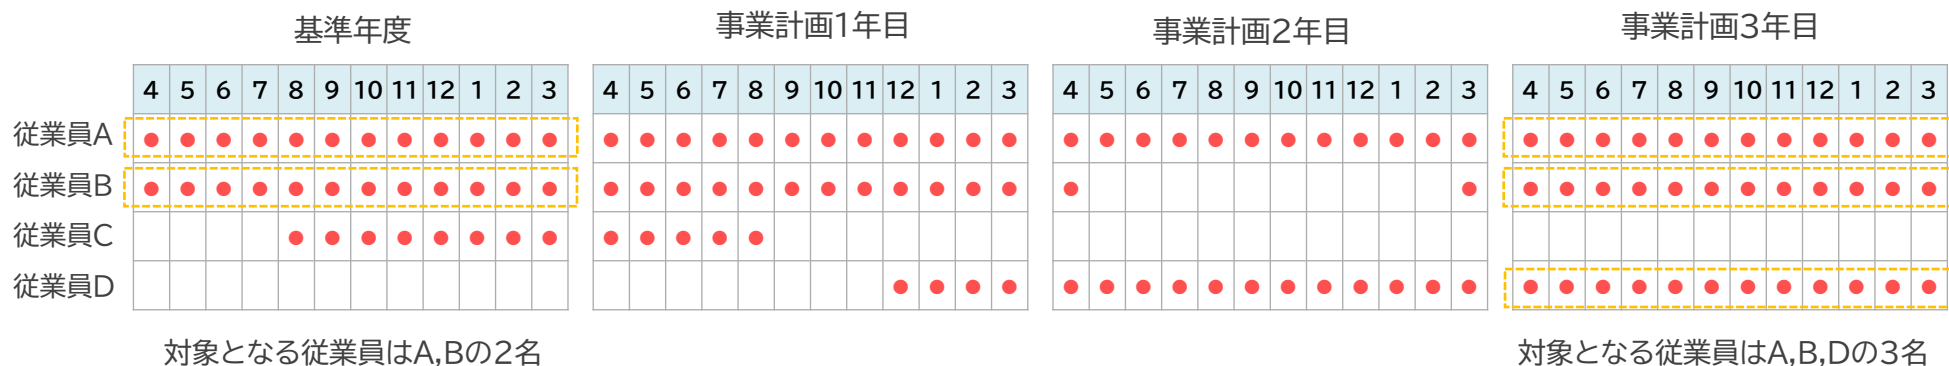 基準年度 事業計画1年目 事業計画2年目 事業計画3年目
4 5 6 7 8 9 10 11 12 1 2 3 4 5 6 7 8 9 10 11 12 1 2 3 4 5 6 7 8 9 10 11 12 1 2 3 4 5 6 7 8 9 10 11 12 1 2 3
従業員A
従業員B
従業員C
従業員D
対象となる従業員はA,Bの2名 対象となる従業員はA,B,Dの3名